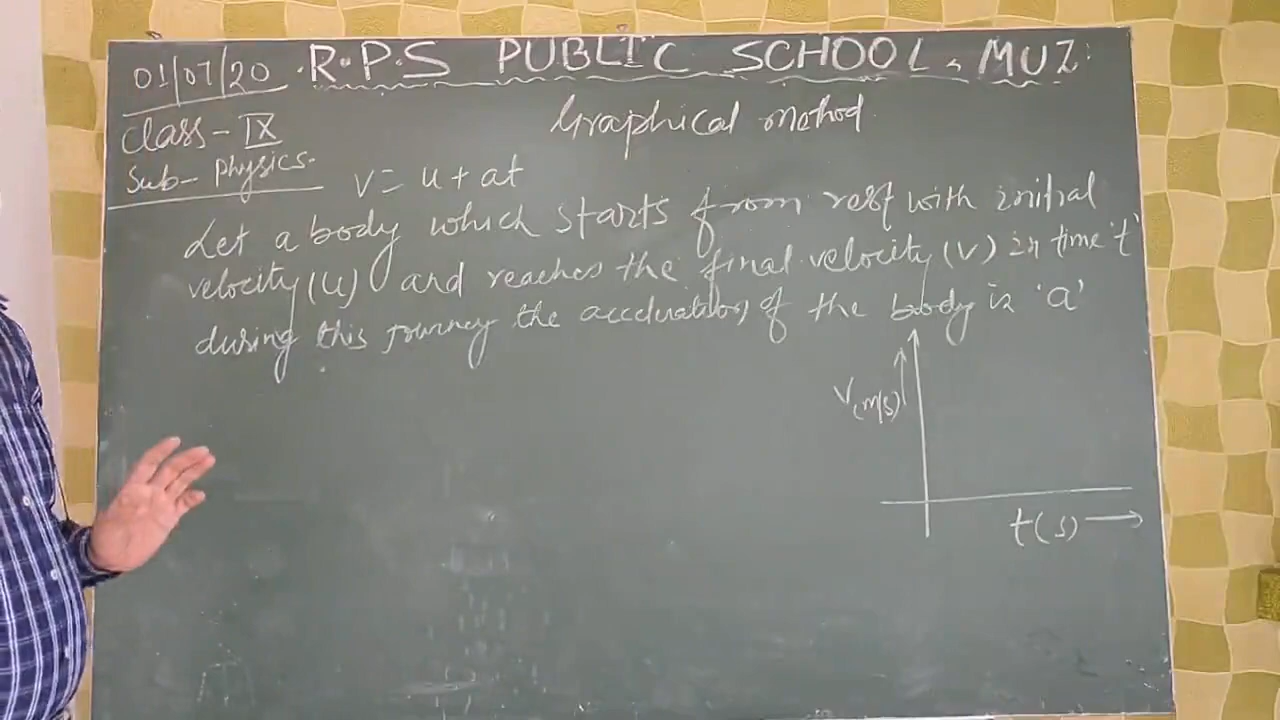 01/07/20 R.P.S PUBLIC SCHOOL, MUZ.
Class - IX
Graphical method
Sub - Physics.
v = u + at
Let a body which starts from rest with initial
velocity (u) and reaches the final velocity (v) in time 't'
during this journey the acceleration of the body is 'a'
V(m/s)
t(s)